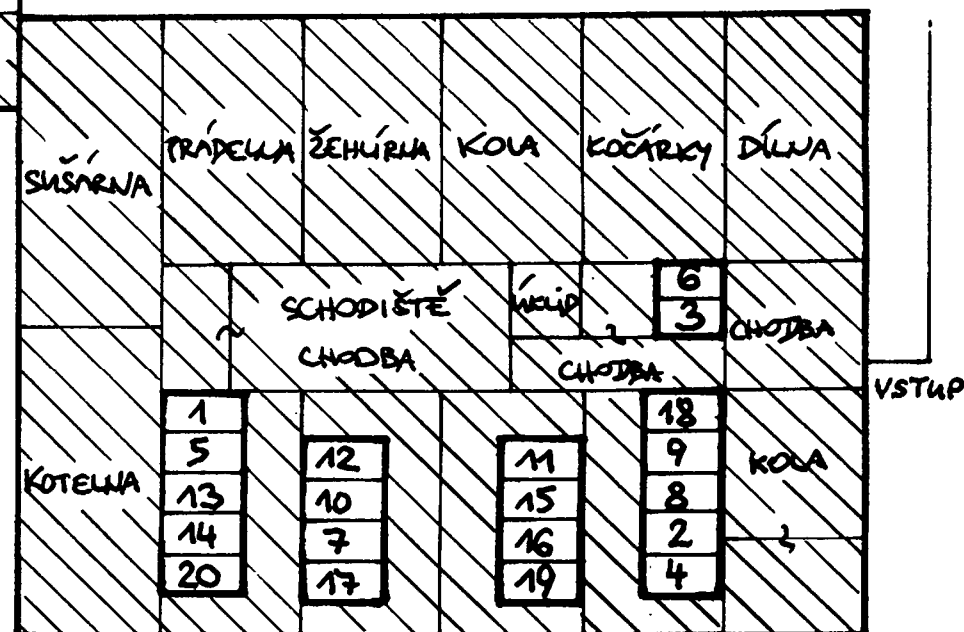 SUŠÁRNA
PRÁDELNA
ŽEHLÍRNA
KOLA
KOČÁRKY
DÍLNA
SCHODIŠTĚ
CHODBA
ÚKLID
6
3
CHODBA
CHODBA
VSTUP
KOTELNA
1
5
13
14
20
12
10
7
17
11
15
16
19
18
9
8
2
4
KOLA